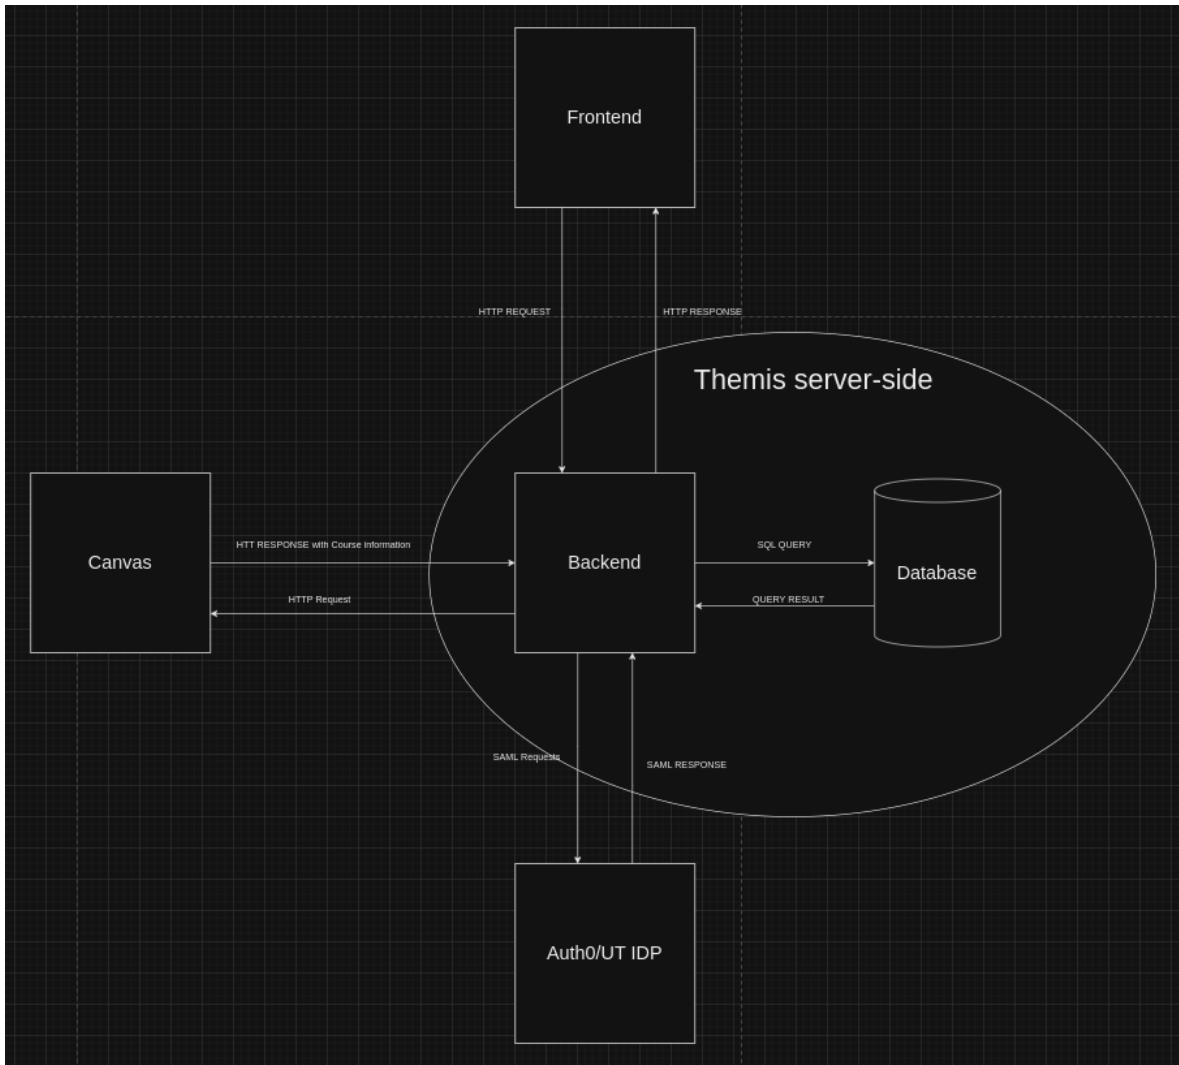 Frontend
HTTP REQUEST
HTTP RESPONSE
Themis server-side
Canvas
HTT RESPONSE with Course information
HTTP Request
Backend
SQL QUERY
QUERY RESULT
Database
SAML Requests
SAML RESPONSE
Auth0/UT IDP